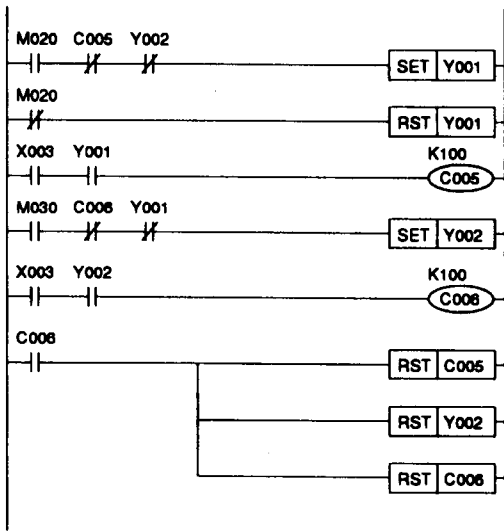 M020 C005 Y002
SET Y001
M020
RST Y001
X003 Y001 K100
C005
M030 C006 Y001
SET Y002
X003 Y002 K100
C006
C006
RST C005
RST Y002
RST C006